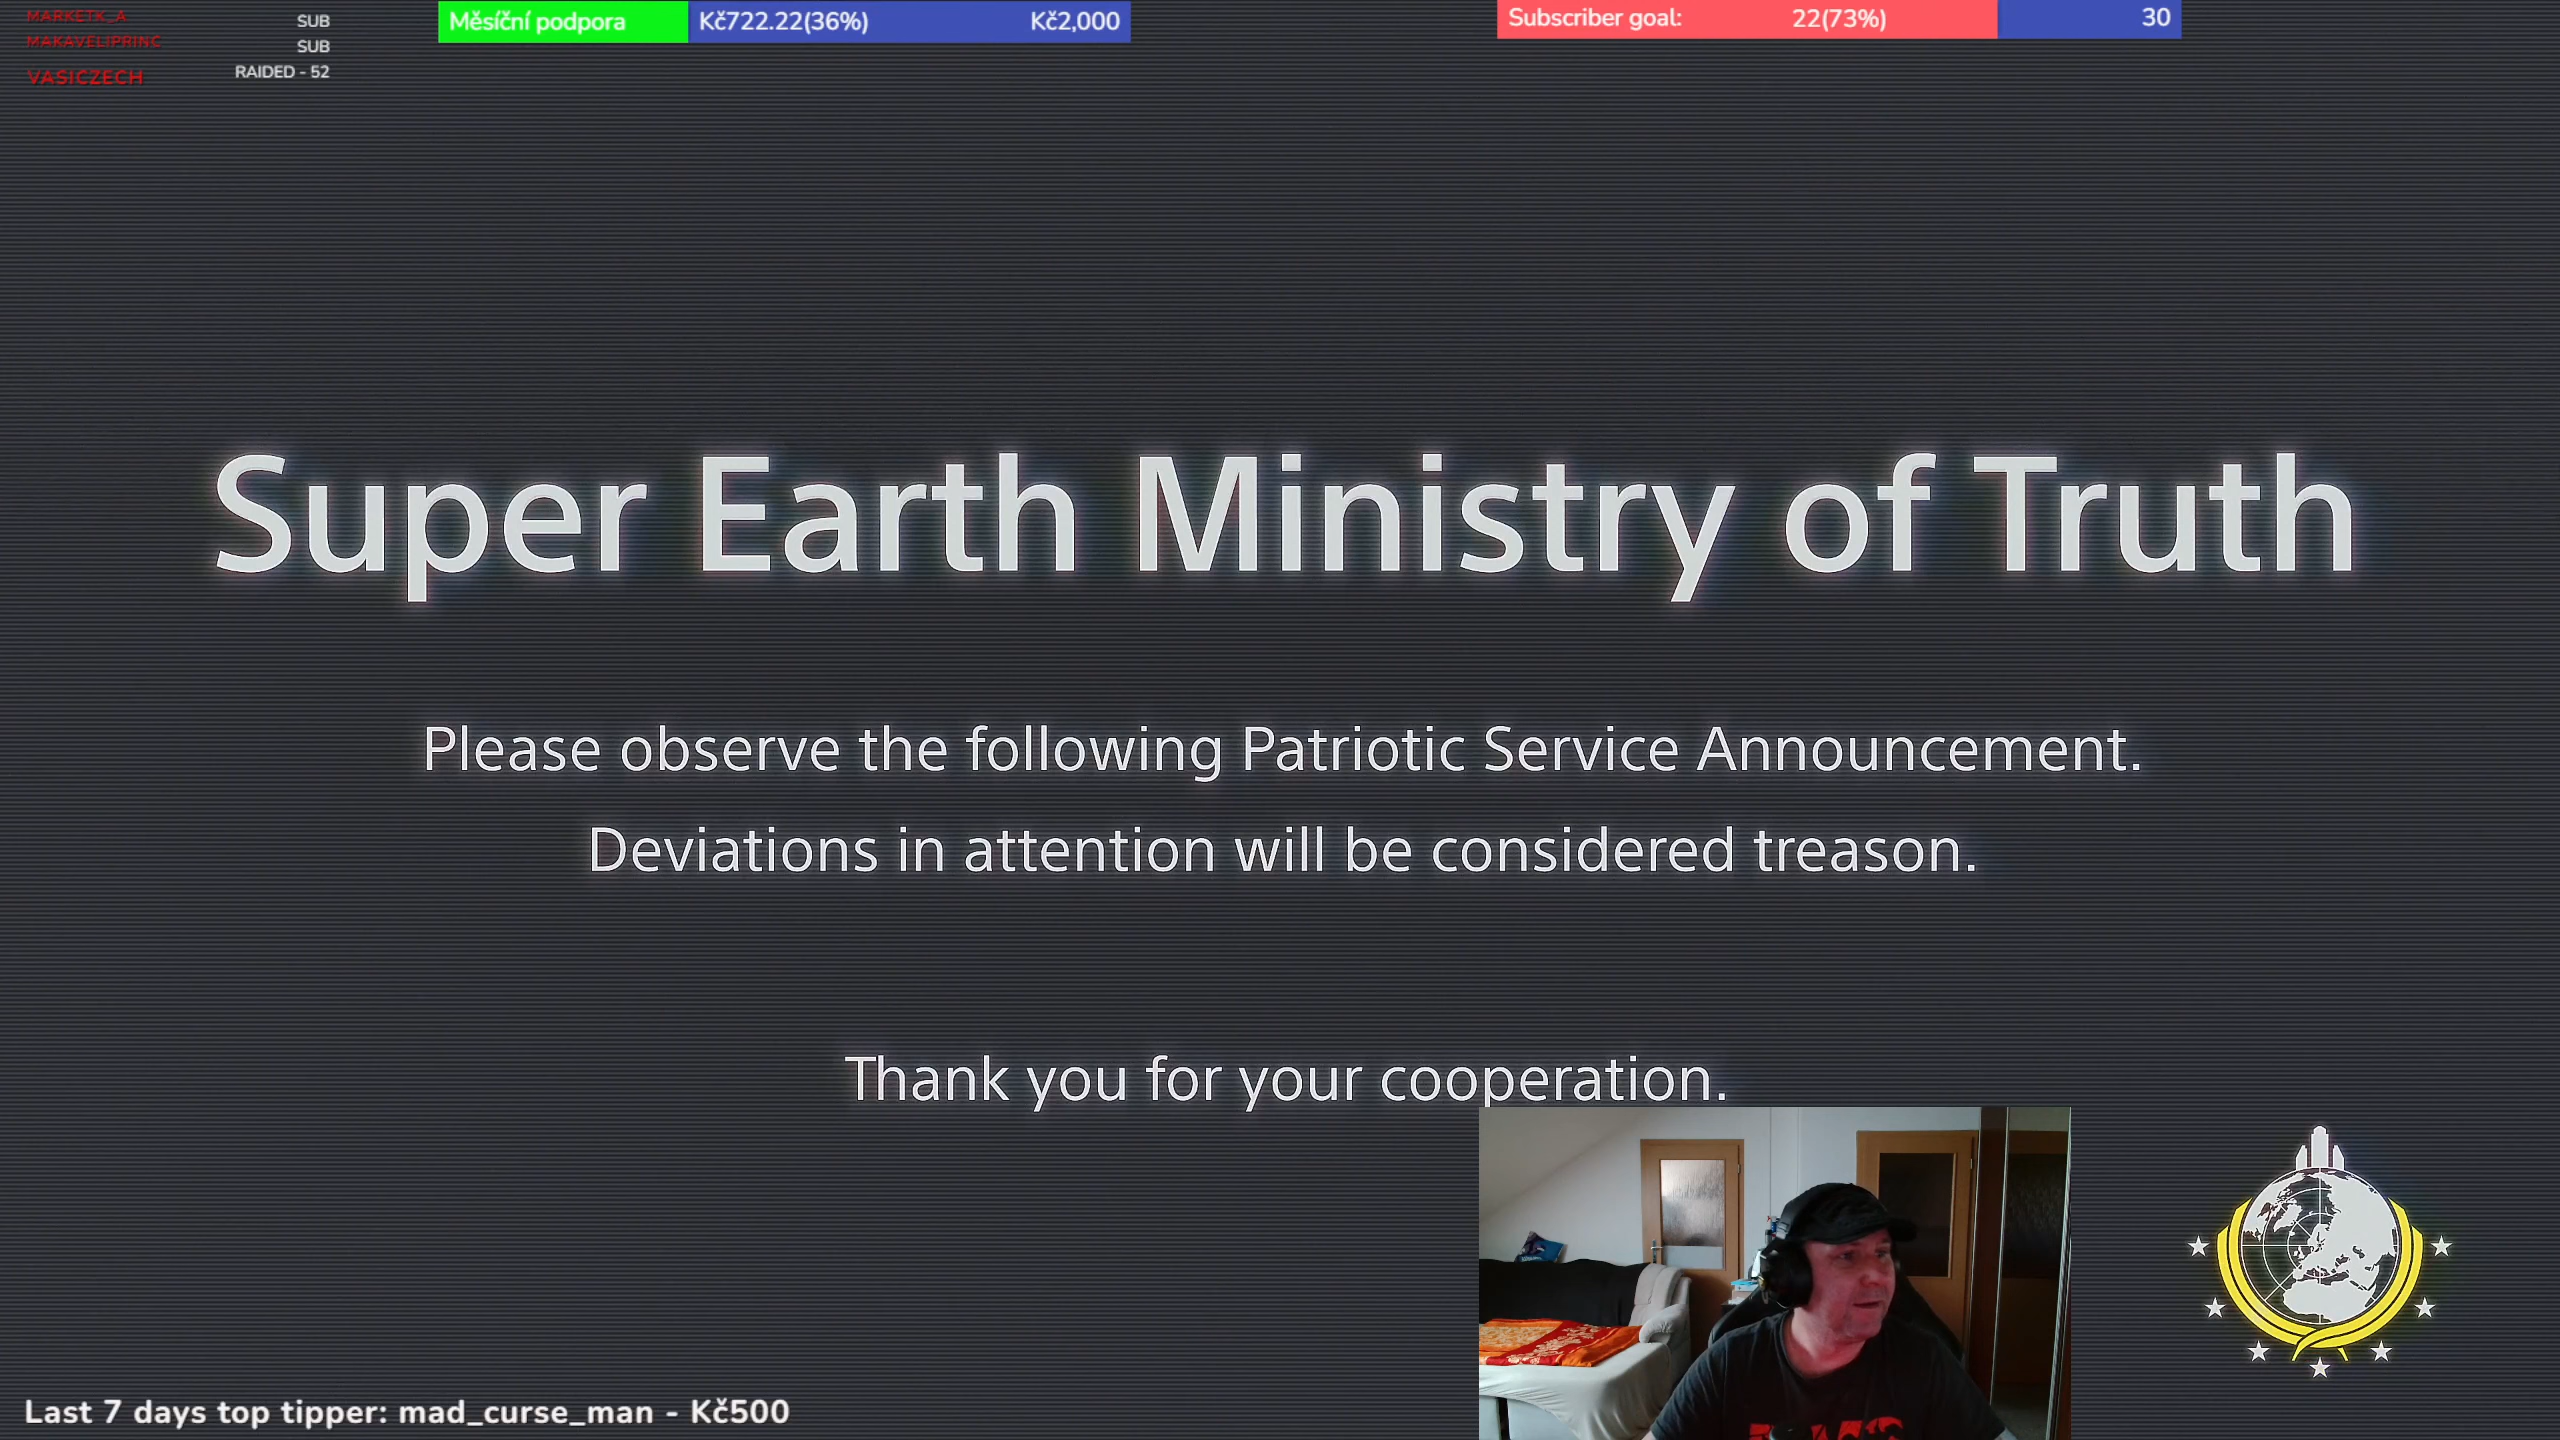 MARKETK_A SUB
MAKAVELIPRINC SUB
VASICZECH RAIDED - 52
Měsíční podpora Kč722.22(36%) Kč2,000
Subscriber goal: 22(73%) 30
Super Earth Ministry of Truth
Please observe the following Patriotic Service Announcement.
Deviations in attention will be considered treason.
Thank you for your cooperation.
Last 7 days top tipper: mad_curse_man - Kč500